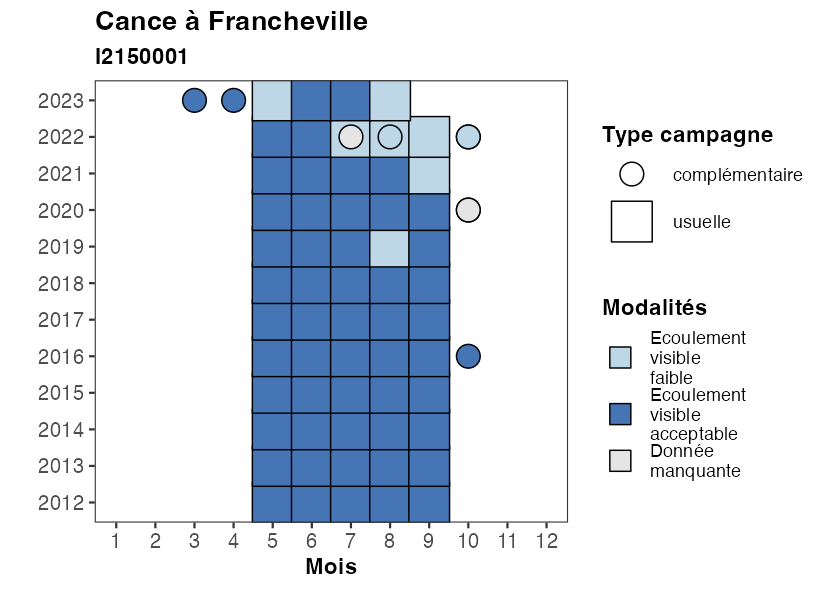 Cance à Francheville
I2150001
2023
2022
2021
2020
2019
2018
2017
2016
2015
2014
2013
2012
1 2 3 4 5 6 7 8 9 10 11 12
Mois
Type campagne
complémentaire
usuelle
Modalités
Ecoulement
visible
faible
Ecoulement
visible
acceptable
Donnée
manquante